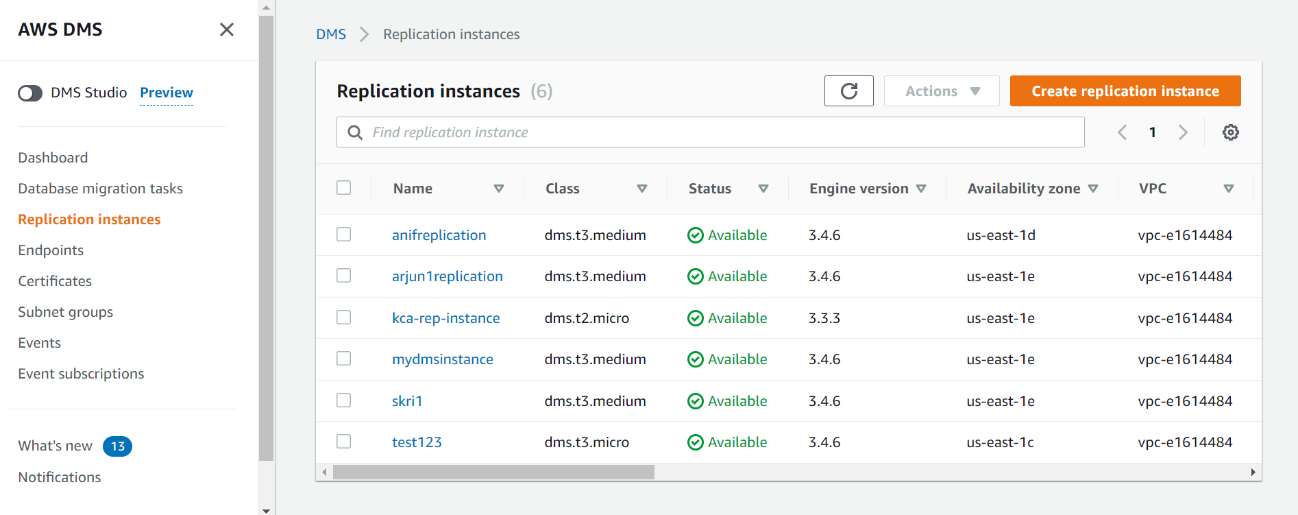 AWS DMS
DMS Studio Preview
Dashboard
Database migration tasks
Replication instances
Endpoints
Certificates
Subnet groups
Events
Event subscriptions
What's new 13
Notifications
DMS Replication instances
Replication instances (6) Actions Create replication instance
Find replication instance 1
Name Class Status Engine version Availability zone VPC
anifreplication dms.t3.medium Available 3.4.6 us-east-1d vpc-e1614484
arjun1replication dms.t3.medium Available 3.4.6 us-east-1e vpc-e1614484
kca-rep-instance dms.t2.micro Available 3.3.3 us-east-1e vpc-e1614484
mydmsinstance dms.t3.medium Available 3.4.6 us-east-1e vpc-e1614484
skri1 dms.t3.medium Available 3.4.6 us-east-1e vpc-e1614484
test123 dms.t3.micro Available 3.4.6 us-east-1c vpc-e1614484